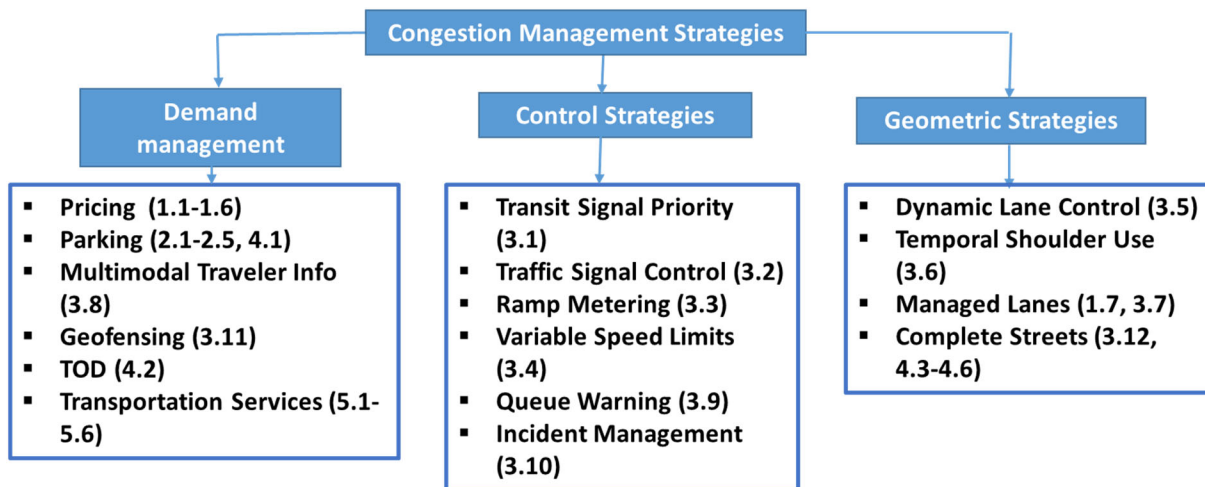 Congestion Management Strategies
Demand
management
▪ Pricing (1.1-1.6)
▪ Parking (2.1-2.5, 4.1)
▪ Multimodal Traveler Info
(3.8)
▪ Geofensing (3.11)
▪ TOD (4.2)
▪ Transportation Services (5.1-
5.6)
Control Strategies
▪ Transit Signal Priority
(3.1)
▪ Traffic Signal Control (3.2)
▪ Ramp Metering (3.3)
▪ Variable Speed Limits
(3.4)
▪ Queue Warning (3.9)
▪ Incident Management
(3.10)
Geometric Strategies
▪ Dynamic Lane Control (3.5)
▪ Temporal Shoulder Use
(3.6)
▪ Managed Lanes (1.7, 3.7)
▪ Complete Streets (3.12,
4.3-4.6)